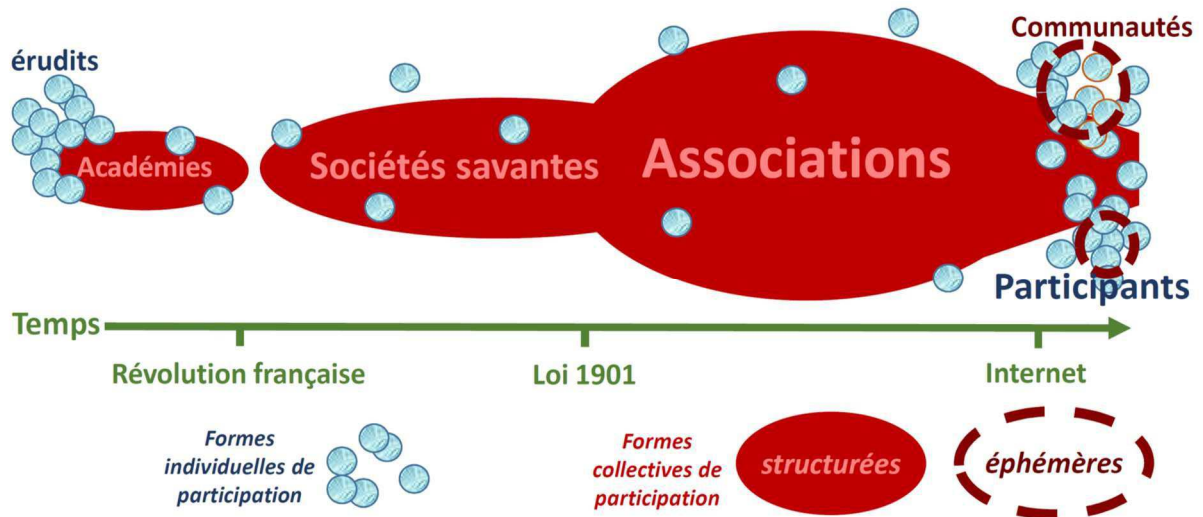 érudits
Communautés
Académies
Sociétés savantes
Associations
Participants
Temps
Révolution française
Loi 1901
Internet
Formes
individuelles de
participation
Formes
collectives de
participation
structurées
éphémères